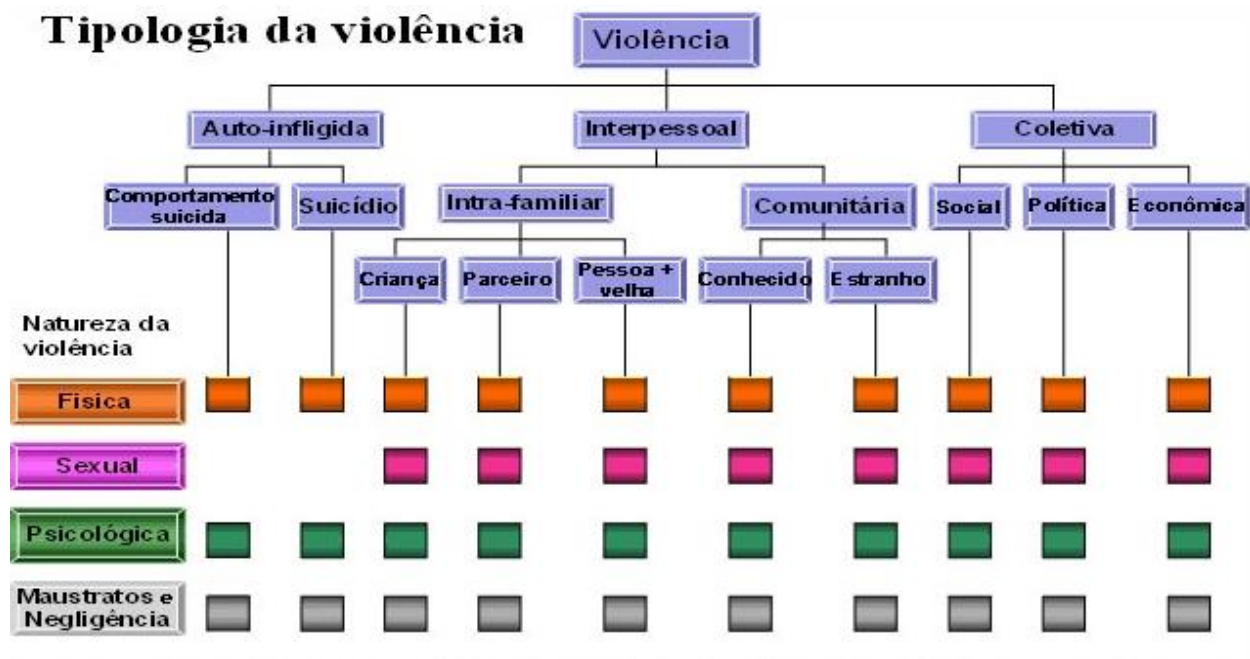 Tipologia da violência
Violência
Auto-infligida
Interpessoal
Coletiva
Comportamento
suicida
Suicídio
Intra-familiar
Comunitária
Social
Política
Econômica
Criança
Parceiro
Pessoa +
velha
Conhecido
Estranho
Natureza da
violência
Física
Sexual
Psicológica
Maustratos e
Negligência